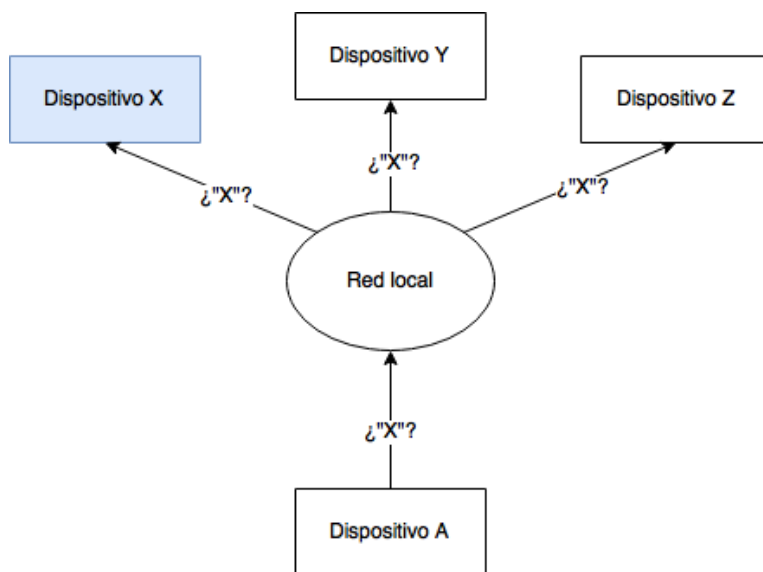 Dispositivo Y
Dispositivo X
Dispositivo Z
¿"X"?
¿"X"?
¿"X"?
Red local
¿"X"?
Dispositivo A